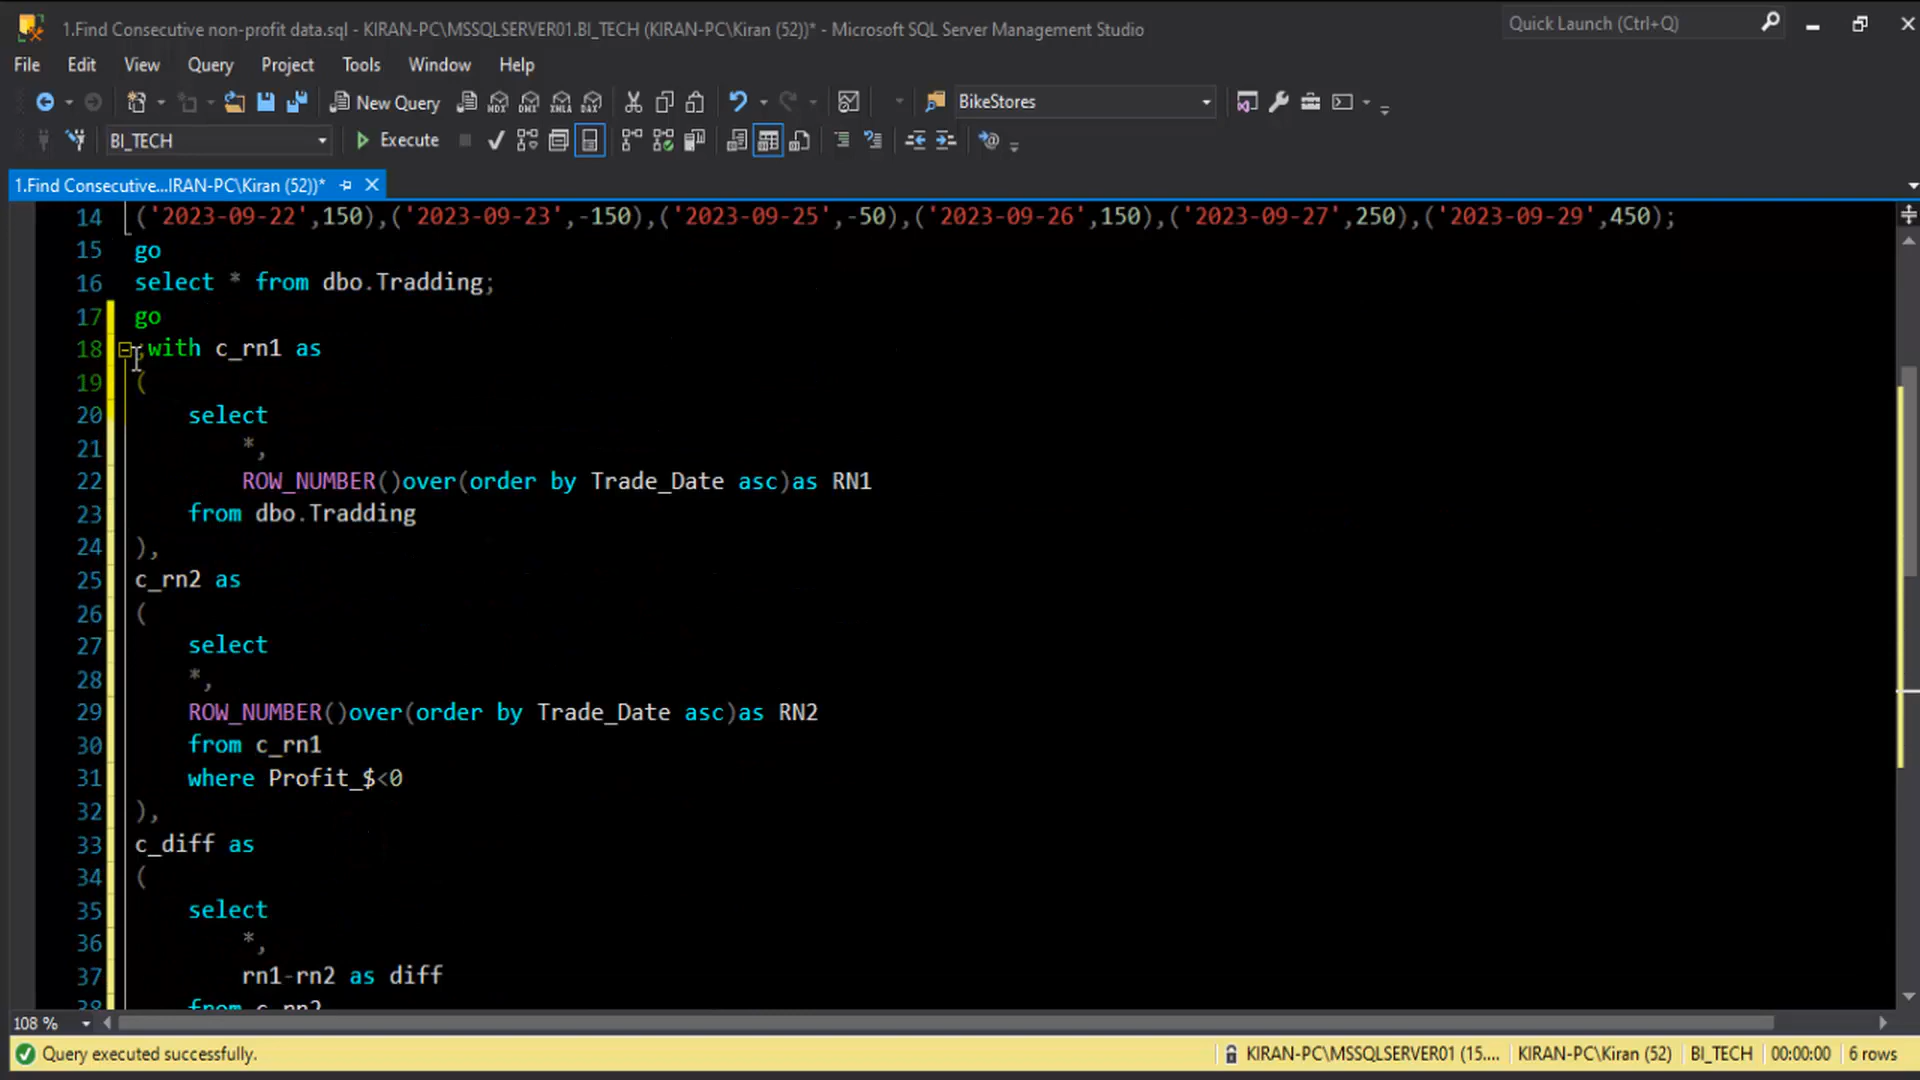 1.Find Consecutive non-profit data.sql - KIRAN-PC\MSSQLSERVER01.BI_TECH (KIRAN-PC\Kiran (52))* - Microsoft SQL Server Management Studio
Quick Launch (Ctrl+Q)
File Edit View Query Project Tools Window Help
New Query MDX DMX XMLA DAX BikeStores
BI_TECH Execute
1.Find Consecutive...IRAN-PC\Kiran (52))*
14 ('2023-09-22',150),('2023-09-23',-150),('2023-09-25',-50),('2023-09-26',150),('2023-09-27',250),('2023-09-29',450);
15 go
16 select * from dbo.Tradding;
17 go
18 ;with c_rn1 as
19 (
20 select
21 *,
22 ROW_NUMBER()over(order by Trade_Date asc)as RN1
23 from dbo.Tradding
24 ),
25 c_rn2 as
26 (
27 select
28 *,
29 ROW_NUMBER()over(order by Trade_Date asc)as RN2
30 from c_rn1
31 where Profit_$<0
32 ),
33 c_diff as
34 (
35 select
36 *,
37 rn1-rn2 as diff
38 from c_rn2
108 %
Query executed successfully.
KIRAN-PC\MSSQLSERVER01 (15.... KIRAN-PC\Kiran (52) BI_TECH 00:00:00 6 rows